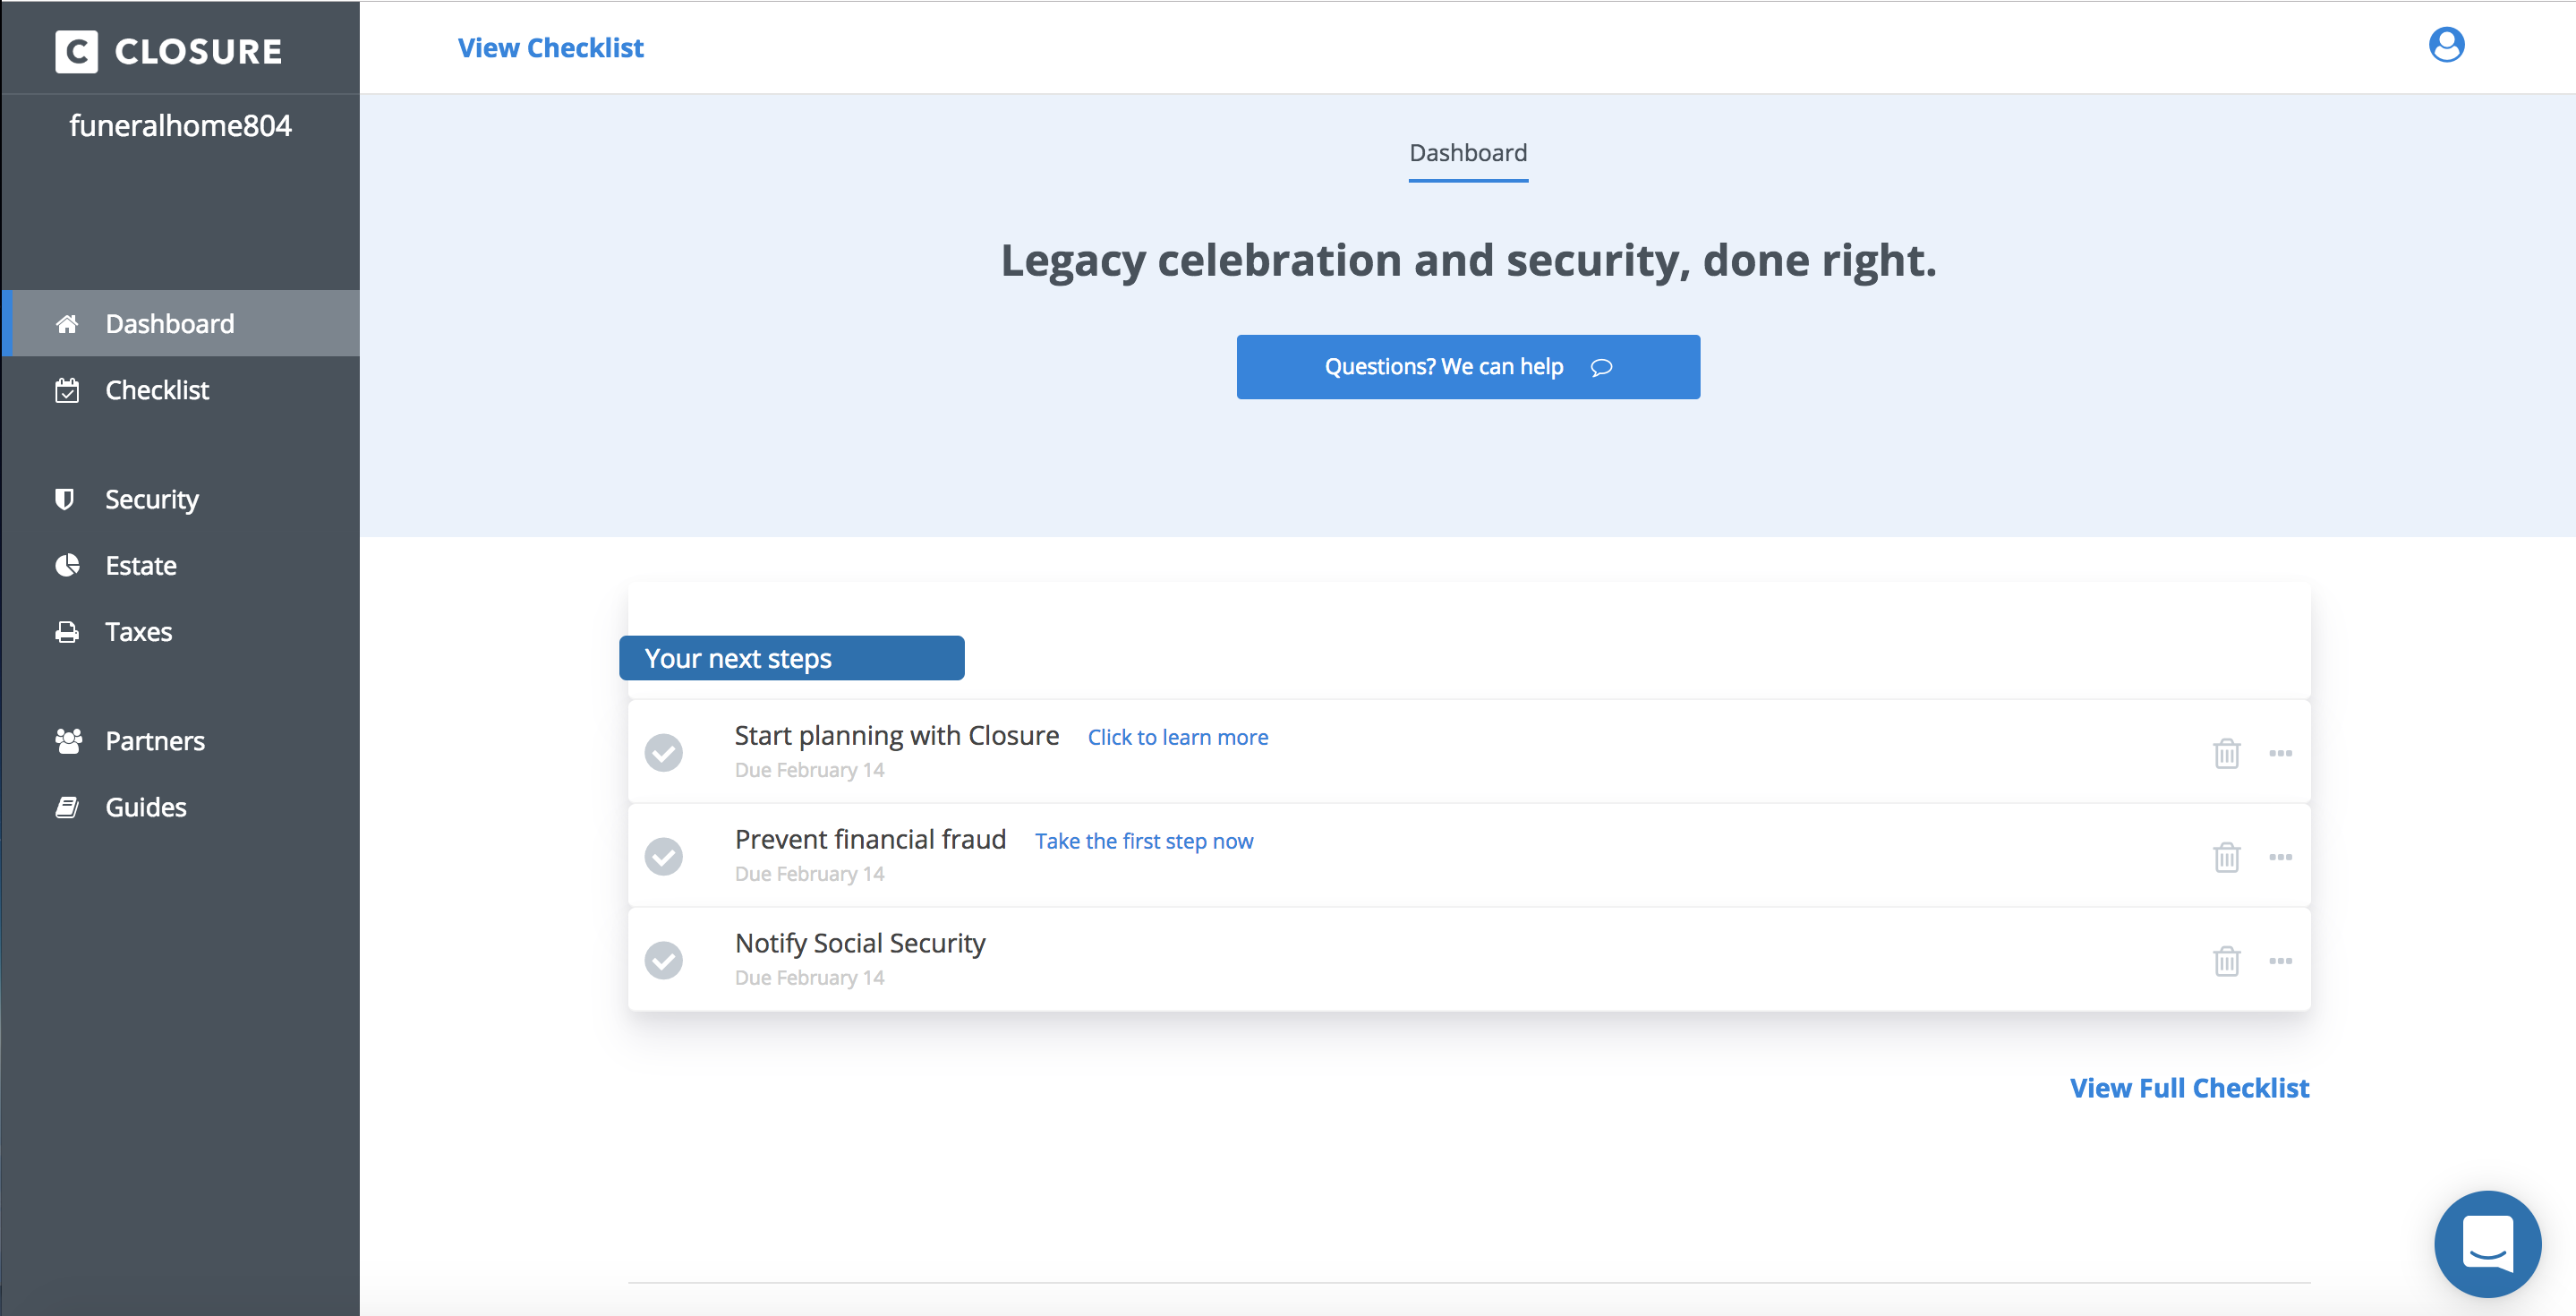 C CLOSURE
funeralhome804
Dashboard
Checklist
Security
Estate
Taxes
Partners
Guides
View Checklist
Dashboard
Legacy celebration and security, done right.
Questions? We can help
Your next steps
Start planning with Closure Click to learn more
Due February 14
Prevent financial fraud Take the first step now
Due February 14
Notify Social Security
Due February 14
View Full Checklist